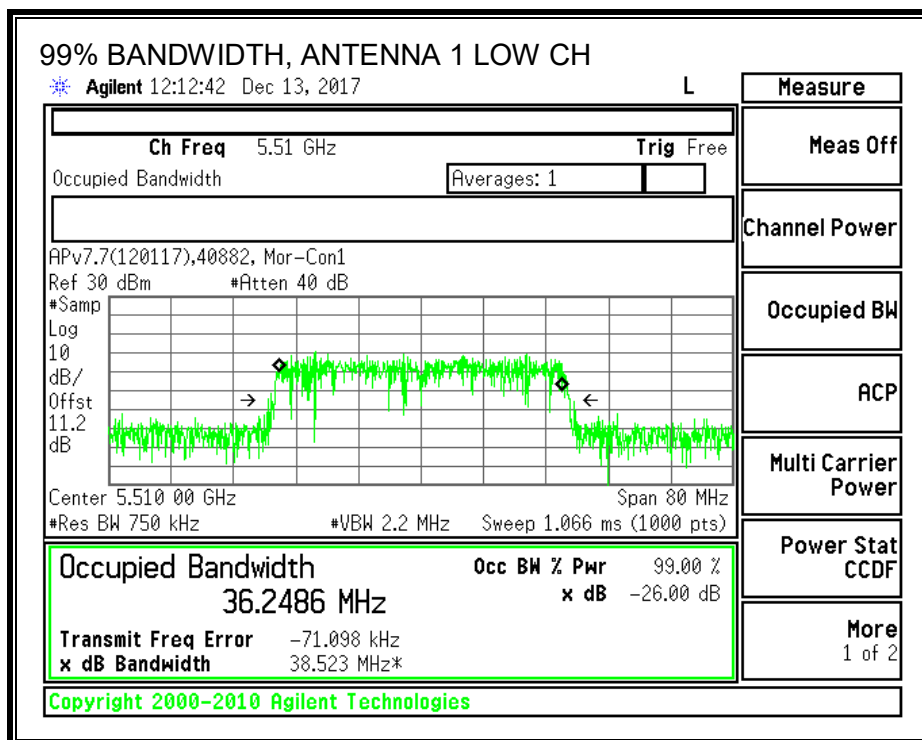 99% BANDWIDTH, ANTENNA 1 LOW CH
Agilent 12:12:42 Dec 13, 2017 L
Measure
Ch Freq 5.51 GHz Trig Free
Meas Off
Occupied Bandwidth Averages: 1
Channel Power
APv7.7(120117),40882, Mor-Con1
Ref 30 dBm #Atten 40 dB
#Samp
Log
10
dB/
Offst
11.2
dB
Occupied BW
ACP
Multi Carrier
Power
Center 5.510 00 GHz Span 80 MHz
#Res BW 750 kHz #VBW 2.2 MHz Sweep 1.066 ms (1000 pts)
Power Stat
CCDF
Occupied Bandwidth Occ BW % Pwr 99.00 %
36.2486 MHz x dB -26.00 dB
Transmit Freq Error -71.098 kHz
x dB Bandwidth 38.523 MHz*
More
1 of 2
Copyright 2000-2010 Agilent Technologies